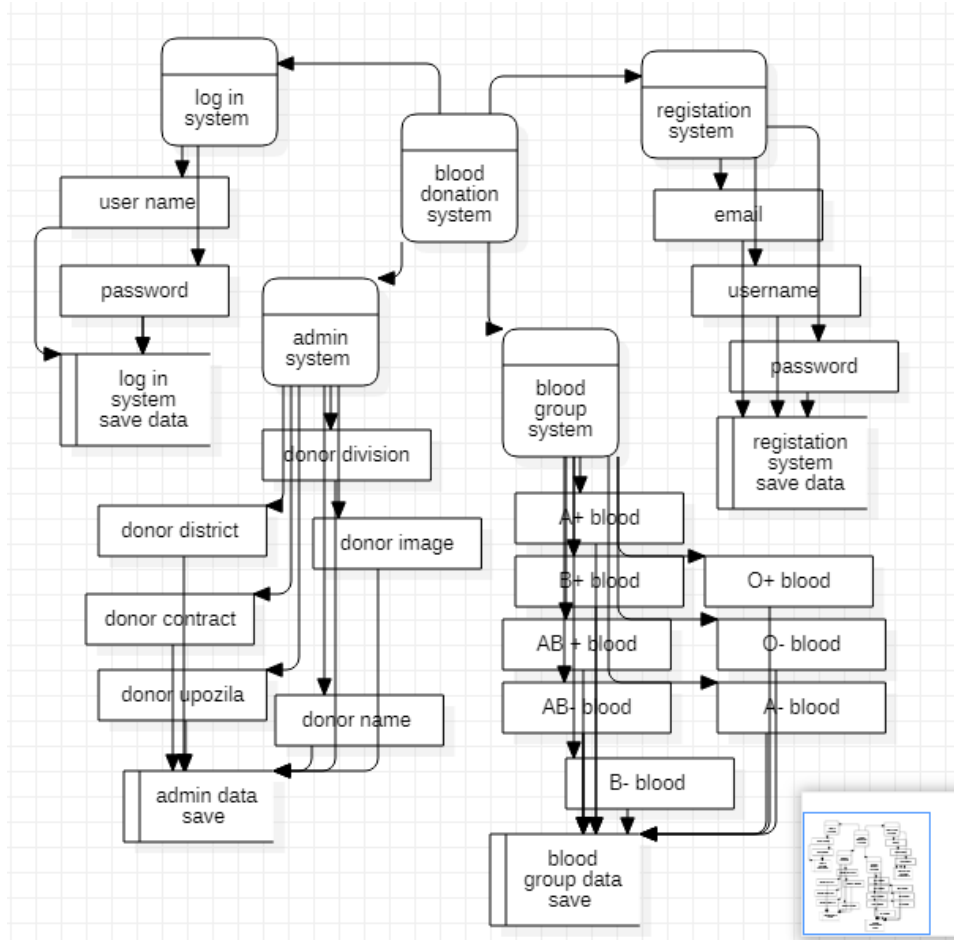 log in
system
registation
system
blood
donation
system
user name
email
password
username
admin
system
password
log in
system
save data
blood
group
system
registation
system
save data
donor division
donor district
donor image
A+ blood
B+ blood
O+ blood
donor contract
AB + blood
O- blood
donor upozila
donor name
AB- blood
A- blood
B- blood
admin data
save
blood
group data
save